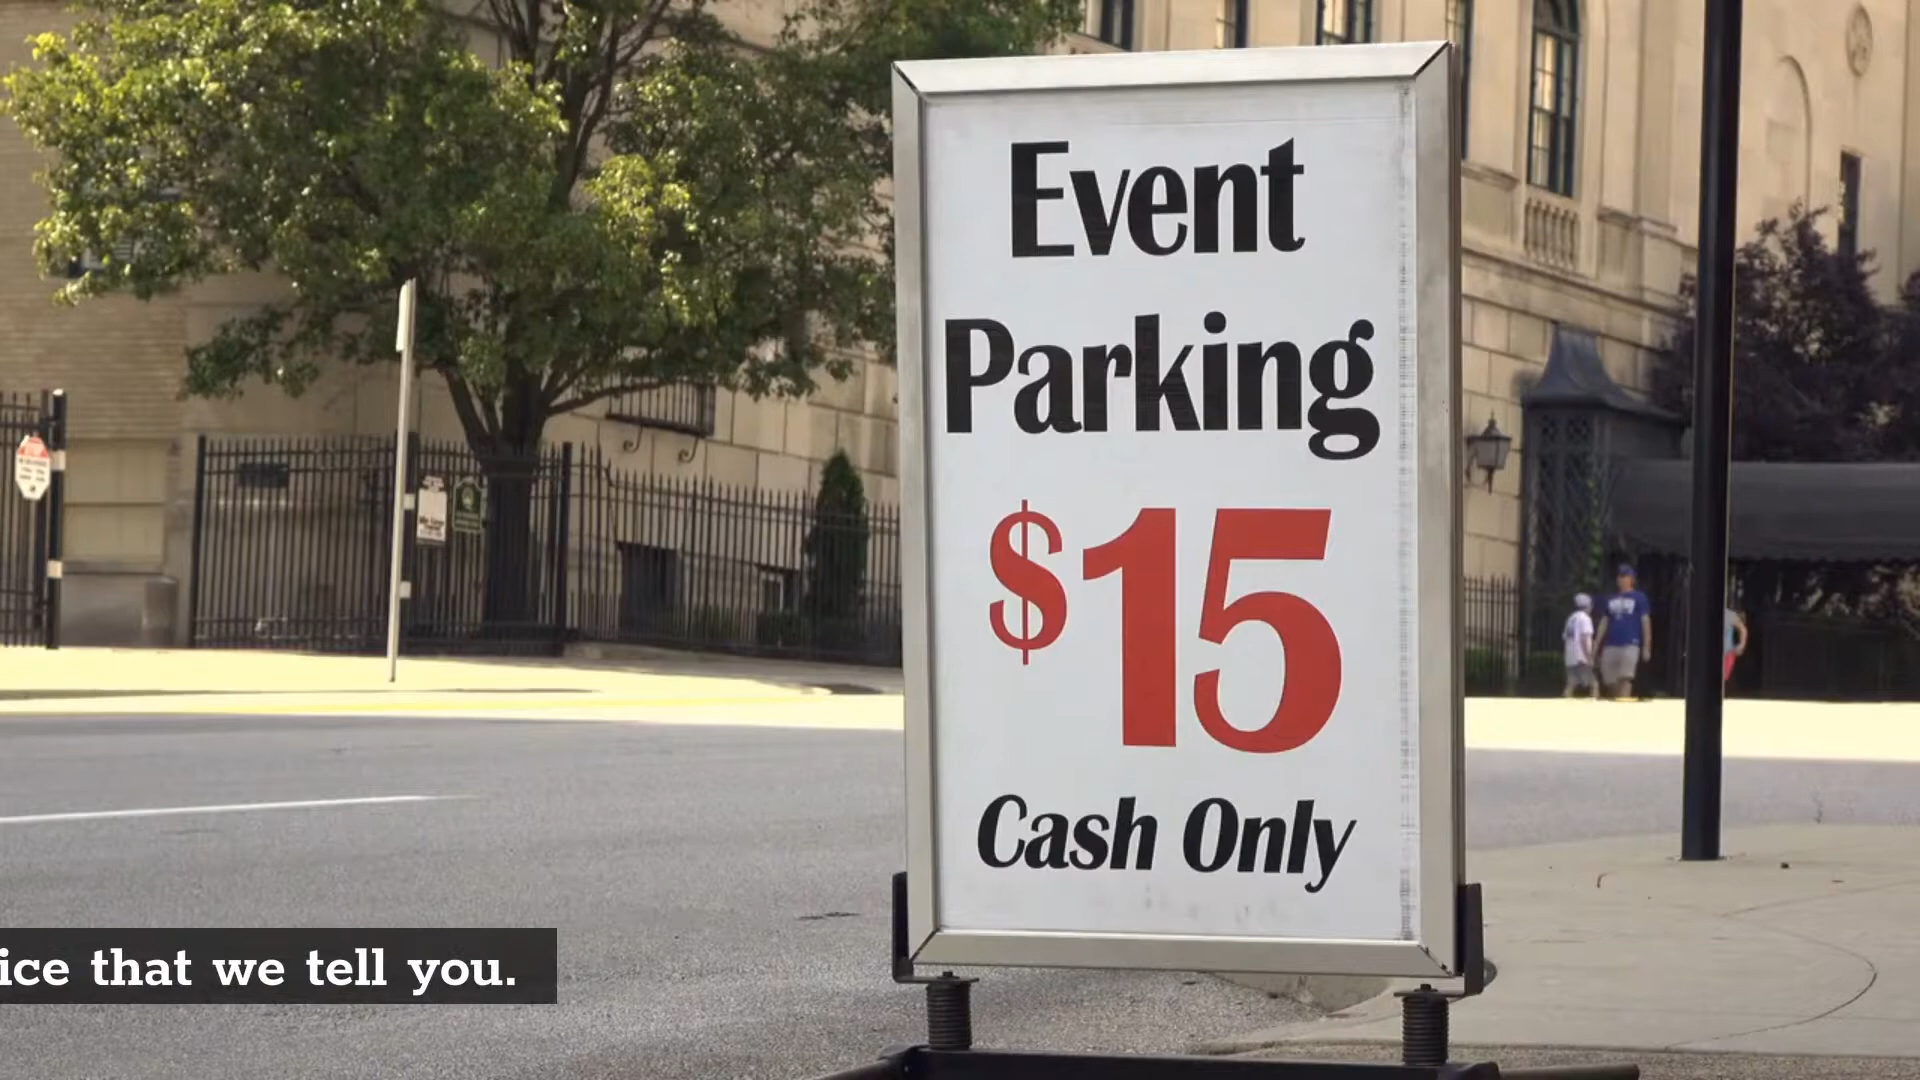 Event
Parking
$15
Cash Only
ice that we tell you.